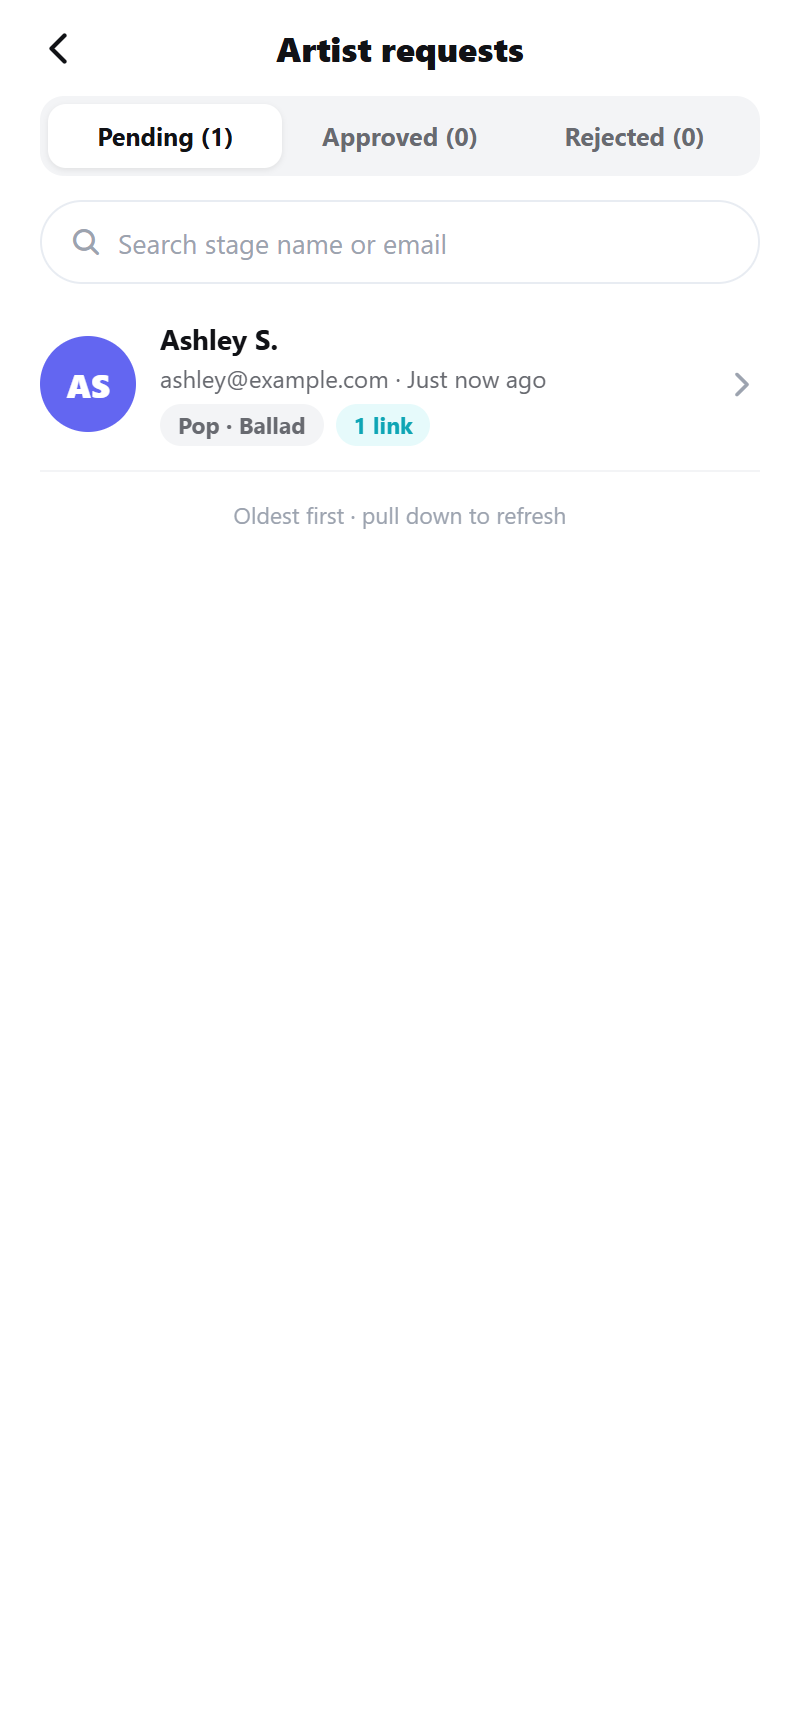 Artist requests
Pending (1) Approved (0) Rejected (0)
Search stage name or email
AS
Ashley S.
ashley@example.com · Just now ago
Pop · Ballad 1 link
Oldest first · pull down to refresh